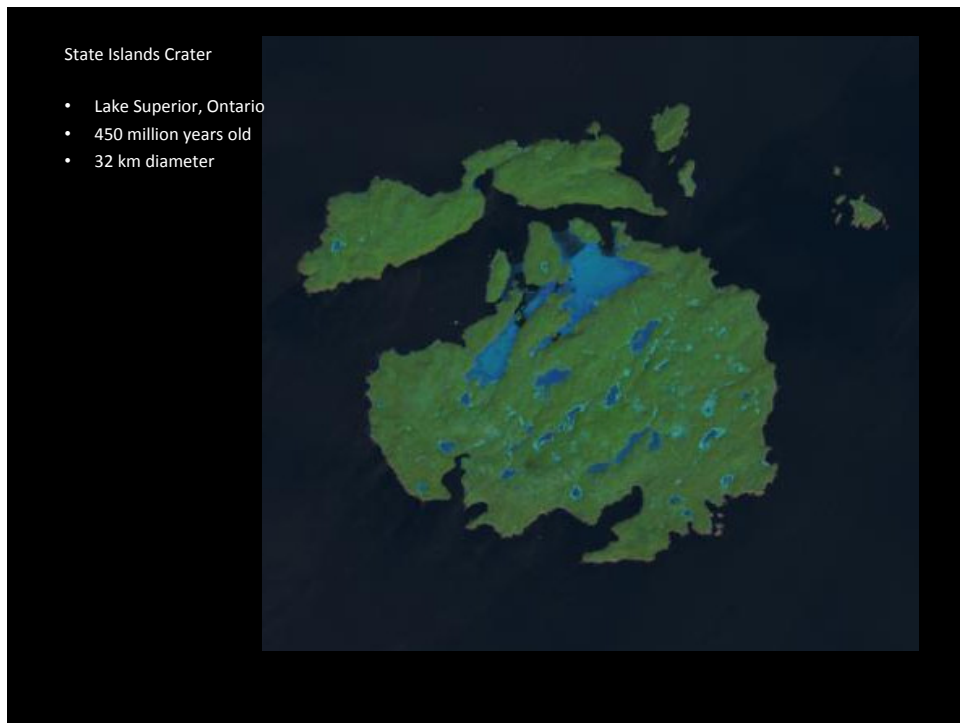 State Islands Crater
• Lake Superior, Ontario
• 450 million years old
• 32 km diameter